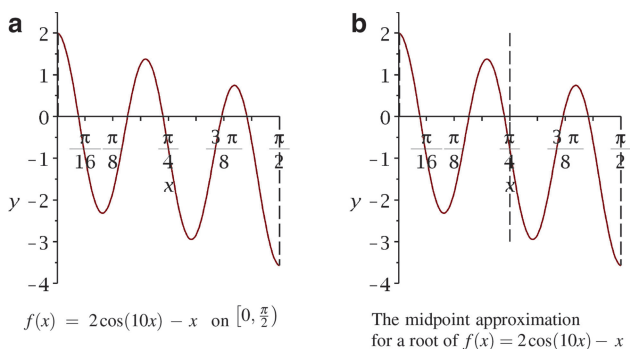 a
2
1
0
-1
-2
-3
-4
y
π/16 π/8 π/4 3π/8 π/2
x
f(x) = 2cos(10x) − x on [0, π/2)
b
2
1
0
-1
-2
-3
-4
y
π/16 π/8 π/4 3π/8 π/2
x
The midpoint approximation
for a root of f(x) = 2cos(10x) − x